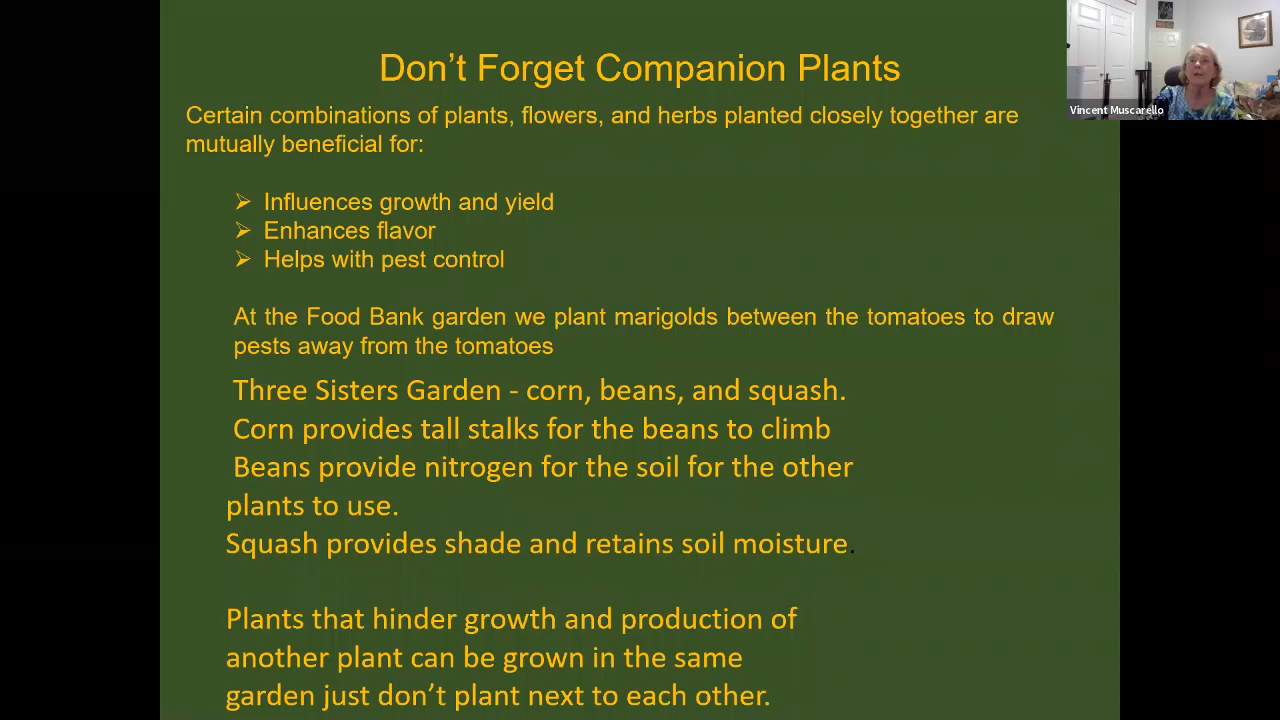 Don't Forget Companion Plants
Certain combinations of plants, flowers, and herbs planted closely together are
mutually beneficial for:
➢ Influences growth and yield
➢ Enhances flavor
➢ Helps with pest control
At the Food Bank garden we plant marigolds between the tomatoes to draw
pests away from the tomatoes
Three Sisters Garden - corn, beans, and squash.
Corn provides tall stalks for the beans to climb
Beans provide nitrogen for the soil for the other
plants to use.
Squash provides shade and retains soil moisture.
Plants that hinder growth and production of
another plant can be grown in the same
garden just don't plant next to each other.
Vincent Muscarello